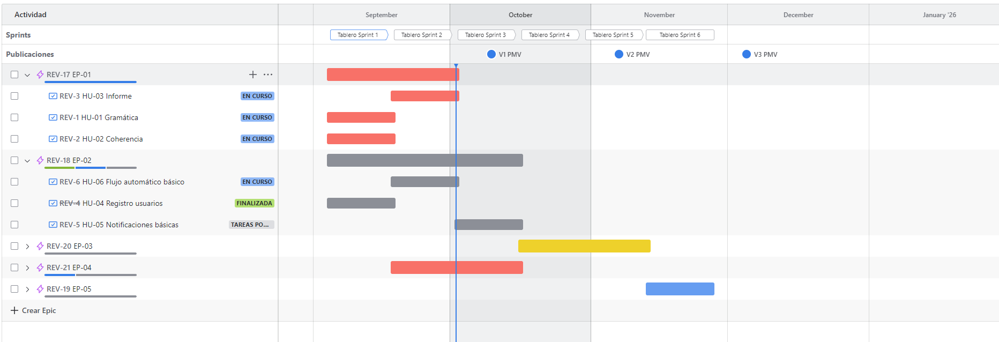 Actividad September October November December January '26
Sprints Tablero Sprint 1 Tablero Sprint 2 Tablero Sprint 3 Tablero Sprint 4 Tablero Sprint 5 Tablero Sprint 6
Publicaciones V1 PMV V2 PMV V3 PMV
REV-17 EP-01
REV-3 HU-03 Informe EN CURSO
REV-1 HU-01 Gramática EN CURSO
REV-2 HU-02 Coherencia EN CURSO
REV-18 EP-02
REV-6 HU-06 Flujo automático básico EN CURSO
REV-4 HU-04 Registro usuarios FINALIZADA
REV-5 HU-05 Notificaciones básicas TAREAS PO...
REV-20 EP-03
REV-21 EP-04
REV-19 EP-05
Crear Epic